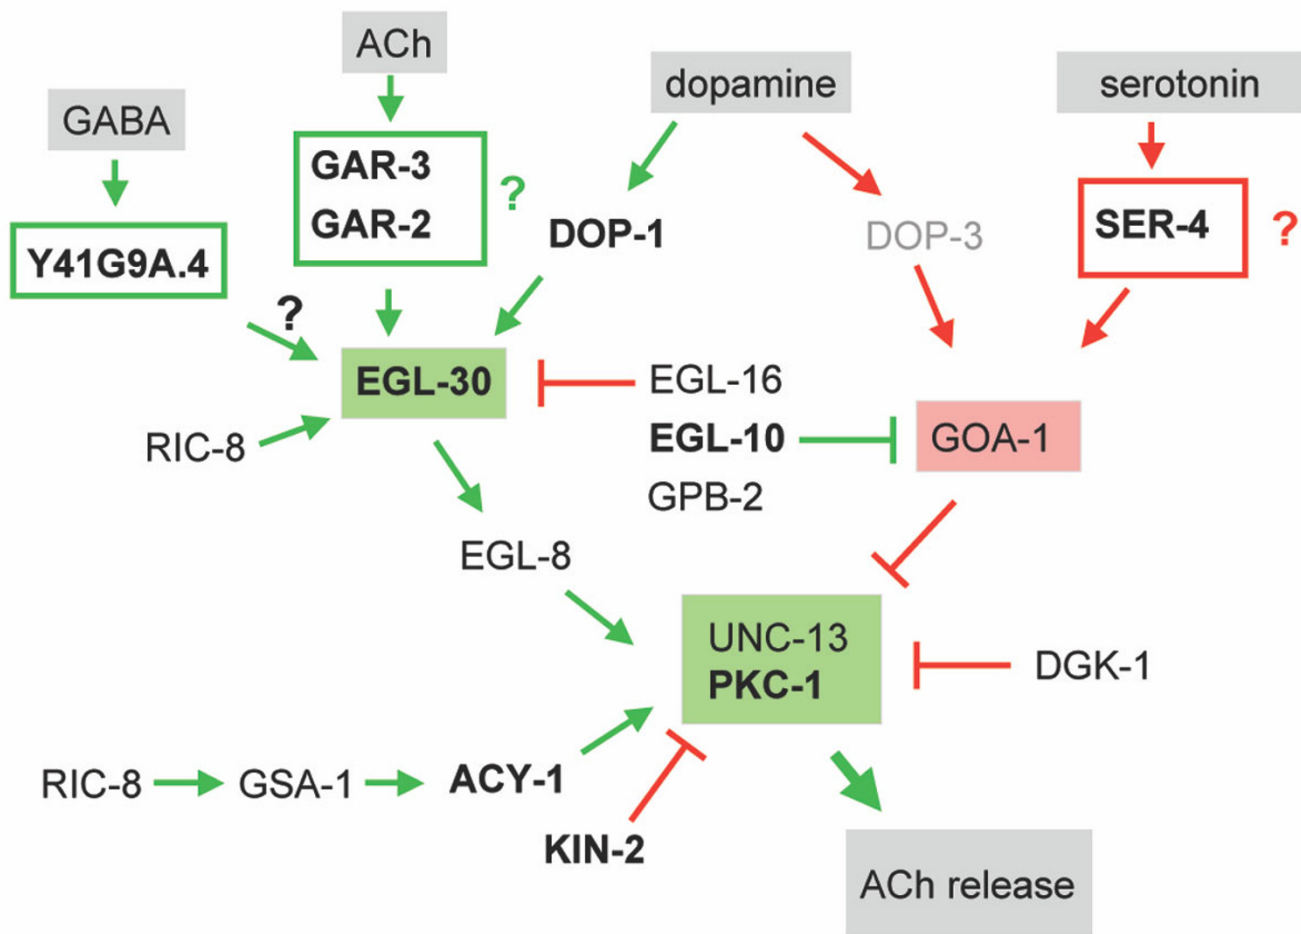 ACh
dopamine
serotonin
GABA
GAR-3
GAR-2
?
DOP-1
DOP-3
SER-4
?
Y41G9A.4
?
EGL-30
EGL-16
EGL-10
GPB-2
GOA-1
RIC-8
EGL-8
UNC-13
PKC-1
DGK-1
RIC-8
GSA-1
ACY-1
KIN-2
ACh release